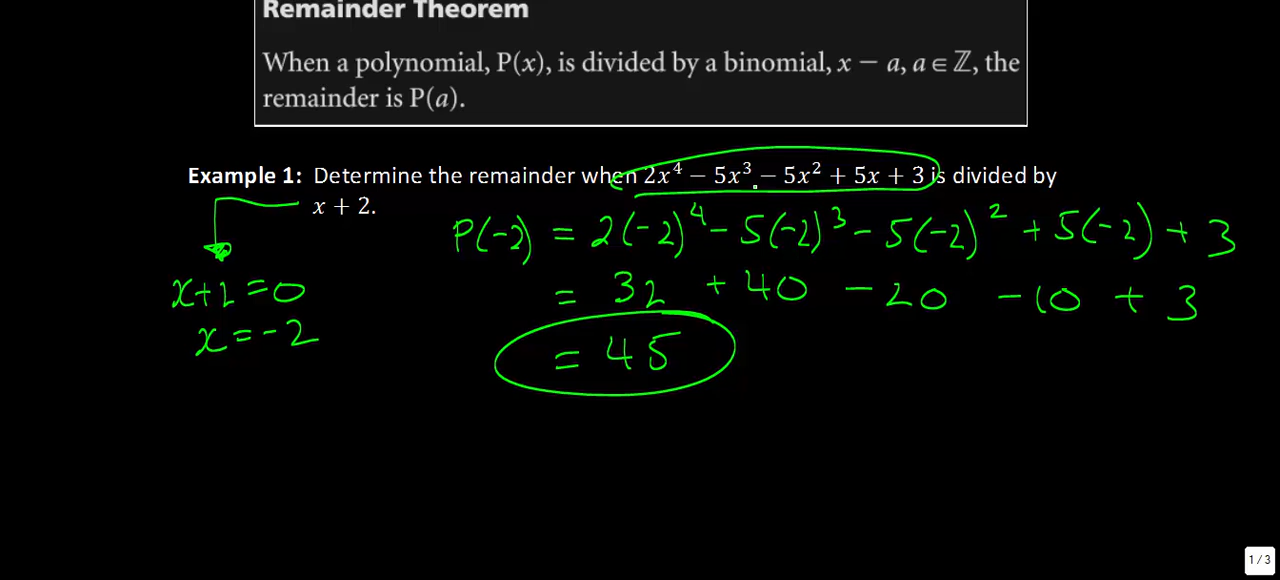 Remainder Theorem
When a polynomial, P(x), is divided by a binomial, x − a, a ∈ ℤ, the
remainder is P(a).
Example 1: Determine the remainder when 2x⁴ − 5x³ − 5x² + 5x + 3 is divided by
x + 2.
P(-2) = 2(-2)⁴ - 5(-2)³ - 5(-2)² + 5(-2) + 3
x+2=0
= 32 + 40 - 20 - 10 + 3
x=-2
= 45
1 / 3